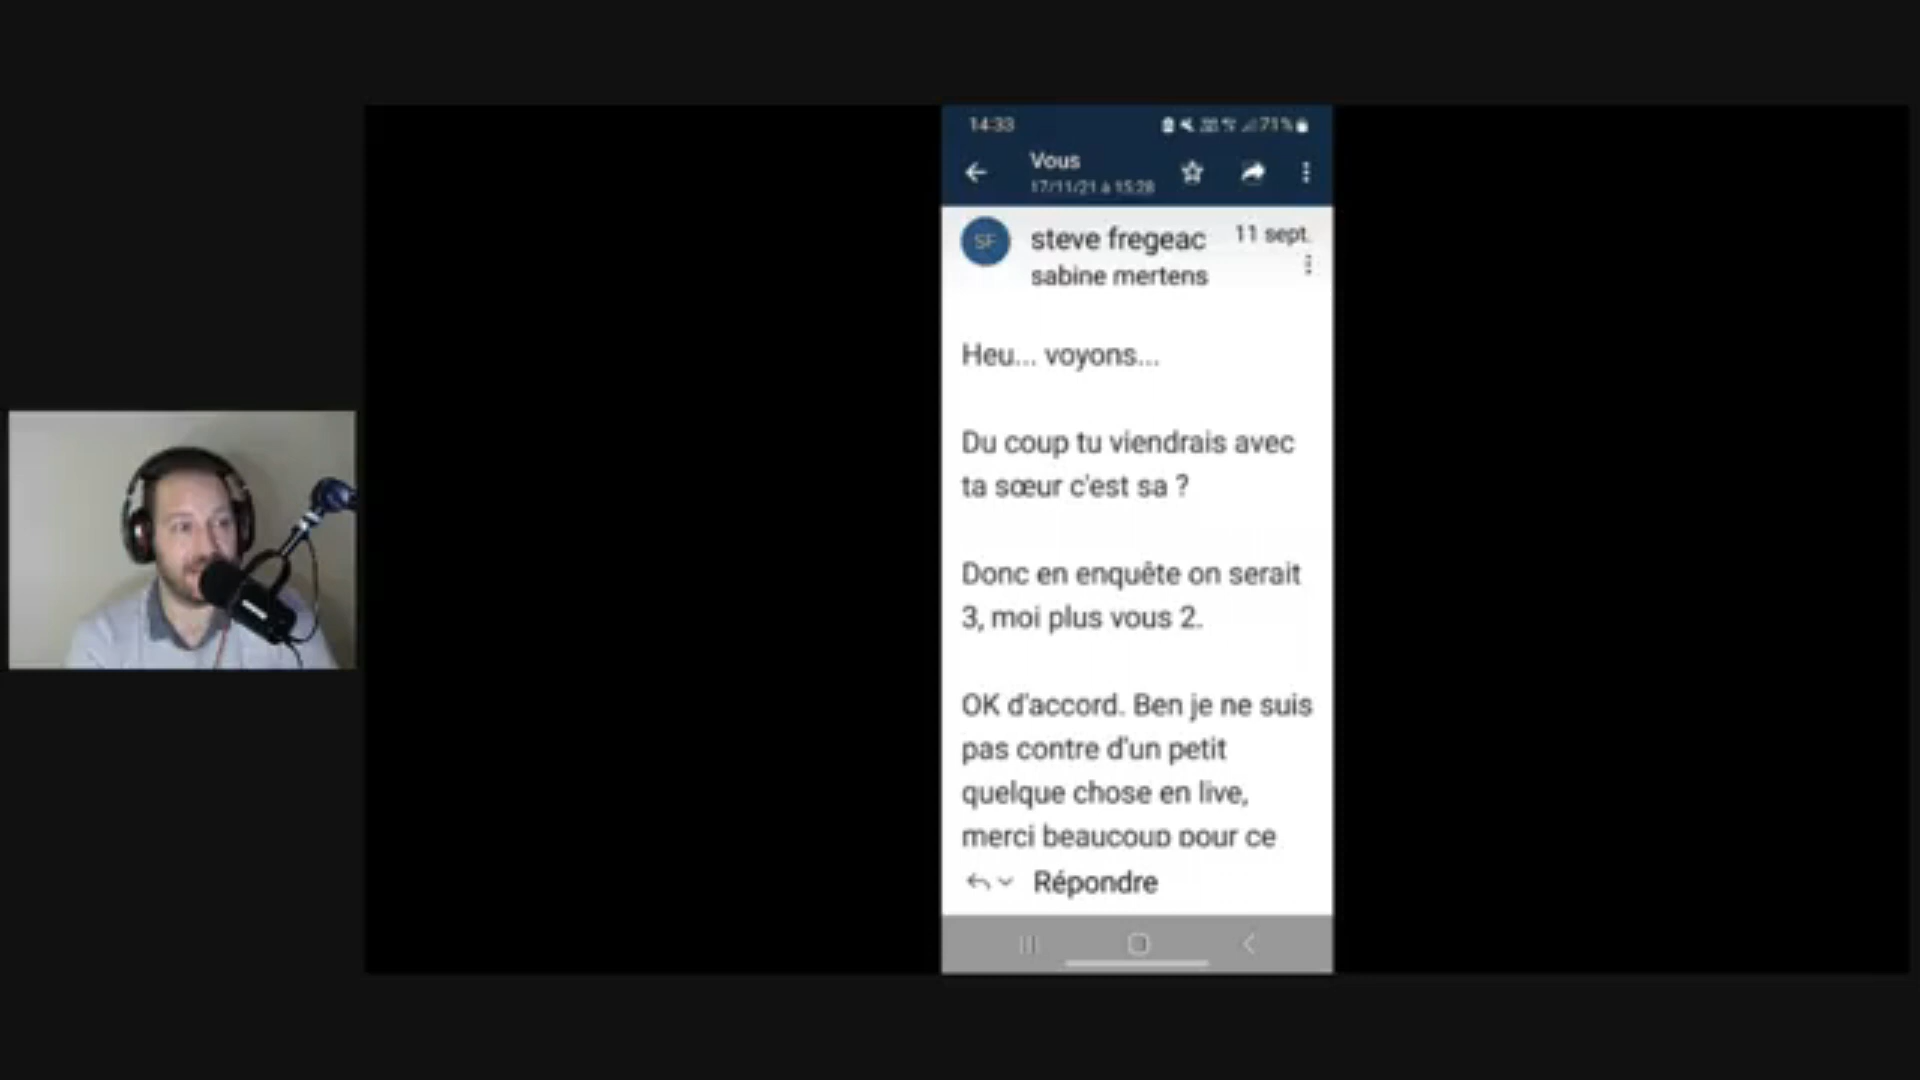 14:33
71%
Vous
17/11/21 à 15:28
SF
steve fregeac
11 sept.
sabine mertens
Heu... voyons...
Du coup tu viendrais avec
ta sœur c'est sa ?
Donc en enquête on serait
3, moi plus vous 2.
OK d'accord. Ben je ne suis
pas contre d'un petit
quelque chose en live,
merci beaucoup pour ce
Répondre